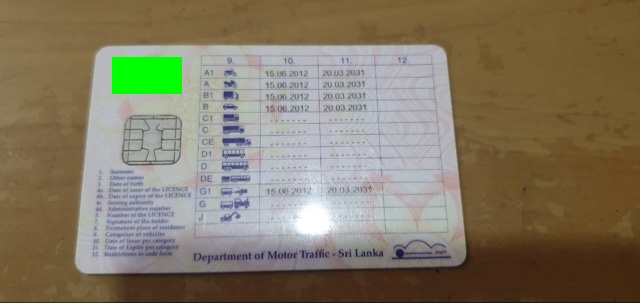 9. 10. 11. 12.
A1 15.06.2012 20.03.2031
A 15.06.2012 20.03.2031
B1 15.06.2012 20.03.2031
B 15.06.2012 20.03.2031
C1 - - - - - - - - - - - -
C - - - - - - - - - - - -
CE - - - - - - - - - - - -
D1 - - - - - - - - - - - -
D - - - - - - - - - - - -
DE - - - - - - - - - - - -
G1 15.06.2012 20.03.2031
G - - - - - - - - - - - -
J - - - - - - - - - - - -
1. Surname
2. Other names
3. Date of birth
4a. Date of issue of the LICENCE
4b. Date of expiry of the LICENCE
4c. Issuing authority
4d. Administrative number
5. Number of the LICENCE
7. Signature of the holder
8. Permanent place of residence
9. Categories of vehicles
10. Date of Issue per category
11. Date of Expiry per category
12. Restrictions in code form
Department of Motor Traffic - Sri Lanka
DMT